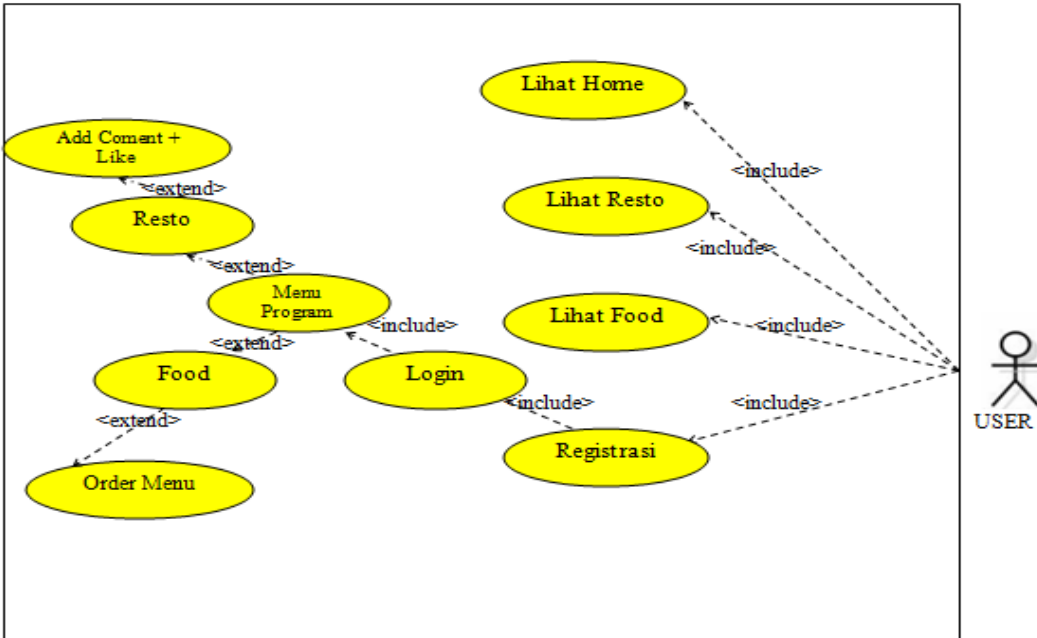 Lihat Home
Add Coment +
Like
<include>
<extend>
Lihat Resto
Resto
<include>
<extend>
Menu
Program
Lihat Food
<include>
<include>
<extend>
Food
Login
<include>
<include>
<extend>
USER
Registrasi
Order Menu